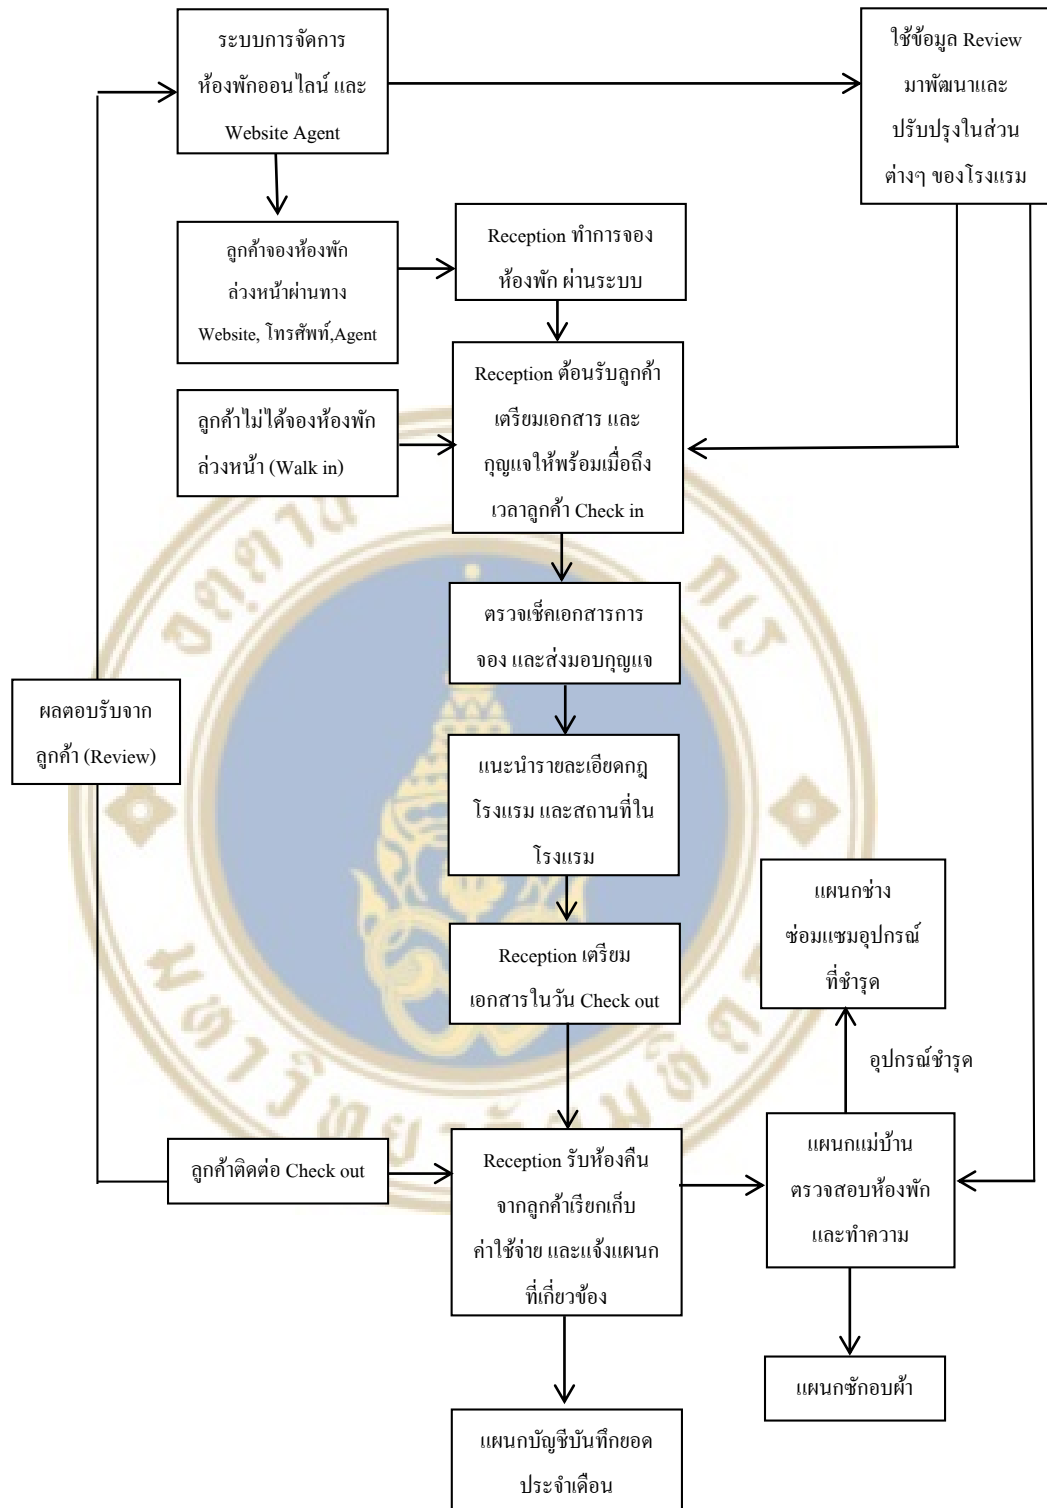 ระบบการจัดการ
ห้องพักออนไลน์ และ
Website Agent
ใช้ข้อมูล Review
มาพัฒนาและ
ปรับปรุงในส่วน
ต่างๆ ของโรงแรม
ลูกค้าจองห้องพัก
ล่วงหน้าผ่านทาง
Website, โทรศัพท์,Agent
Reception ทำการจอง
ห้องพัก ผ่านระบบ
Reception ต้อนรับลูกค้า
เตรียมเอกสาร และ
กุญแจให้พร้อมเมื่อถึง
เวลาลูกค้า Check in
ลูกค้าไม่ได้จองห้องพัก
ล่วงหน้า (Walk in)
ตรวจเช็คเอกสารการ
จอง และส่งมอบกุญแจ
ผลตอบรับจาก
ลูกค้า (Review)
แนะนำรายละเอียดกฎ
โรงแรม และสถานที่ใน
โรงแรม
แผนกช่าง
ซ่อมแซมอุปกรณ์
ที่ชำรุด
Reception เตรียม
เอกสารในวัน Check out
อุปกรณ์ชำรุด
ลูกค้าติดต่อ Check out
Reception รับห้องคืน
จากลูกค้าเรียกเก็บ
ค่าใช้จ่าย และแจ้งแผนก
ที่เกี่ยวข้อง
แผนกแม่บ้าน
ตรวจสอบห้องพัก
และทำความ
แผนกซักอบผ้า
แผนกบัญชีบันทึกยอด
ประจำเดือน